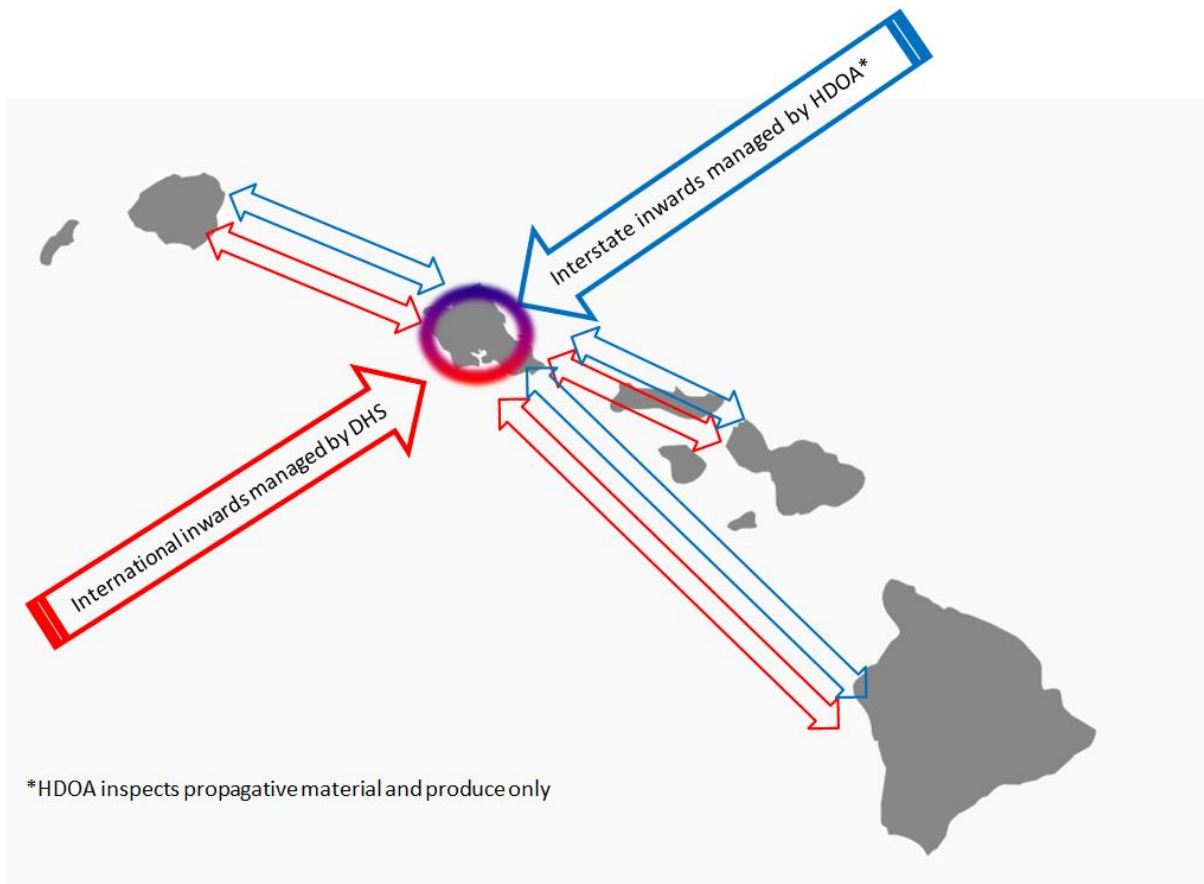 Interstate inwards managed by HDOA*
International inwards managed by DHS
*HDOA inspects propagative material and produce only